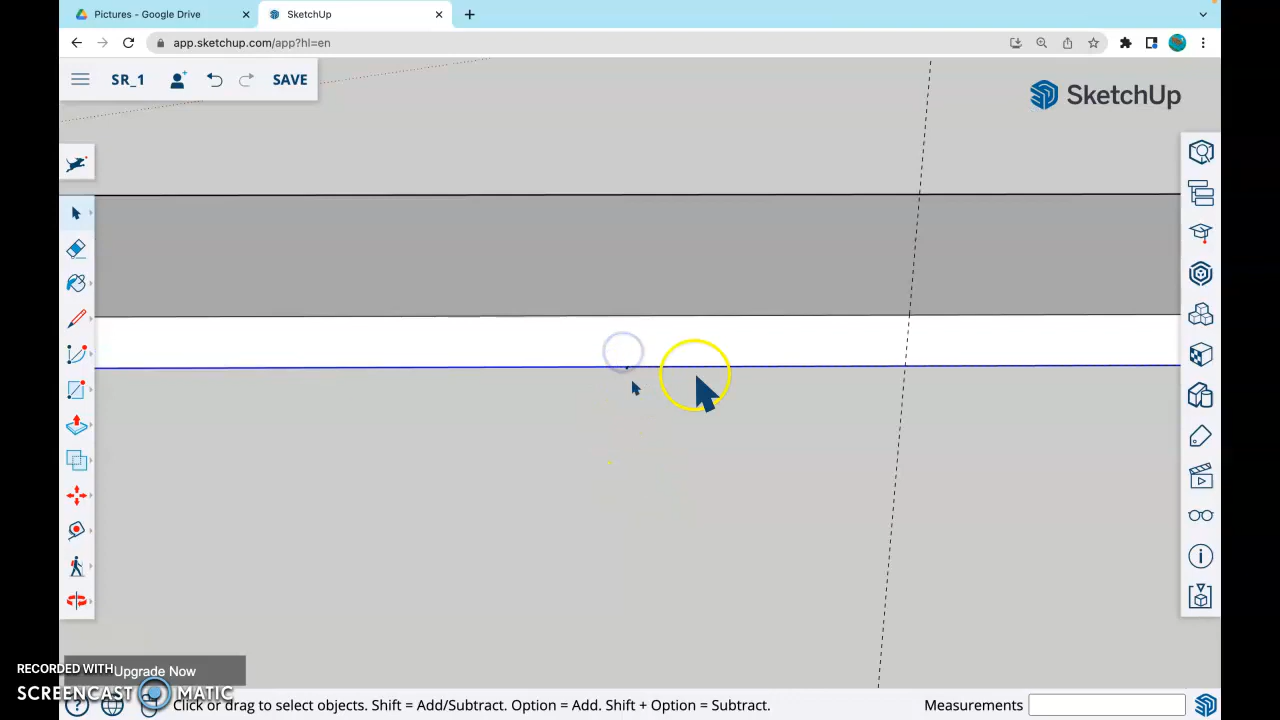 Pictures - Google Drive
SketchUp
app.sketchup.com/app?hl=en
SR_1
SAVE
SketchUp
RECORDED WITH
Upgrade Now
SCREENCAST MATIC
Click or drag to select objects. Shift = Add/Subtract. Option = Add. Shift + Option = Subtract.
Measurements